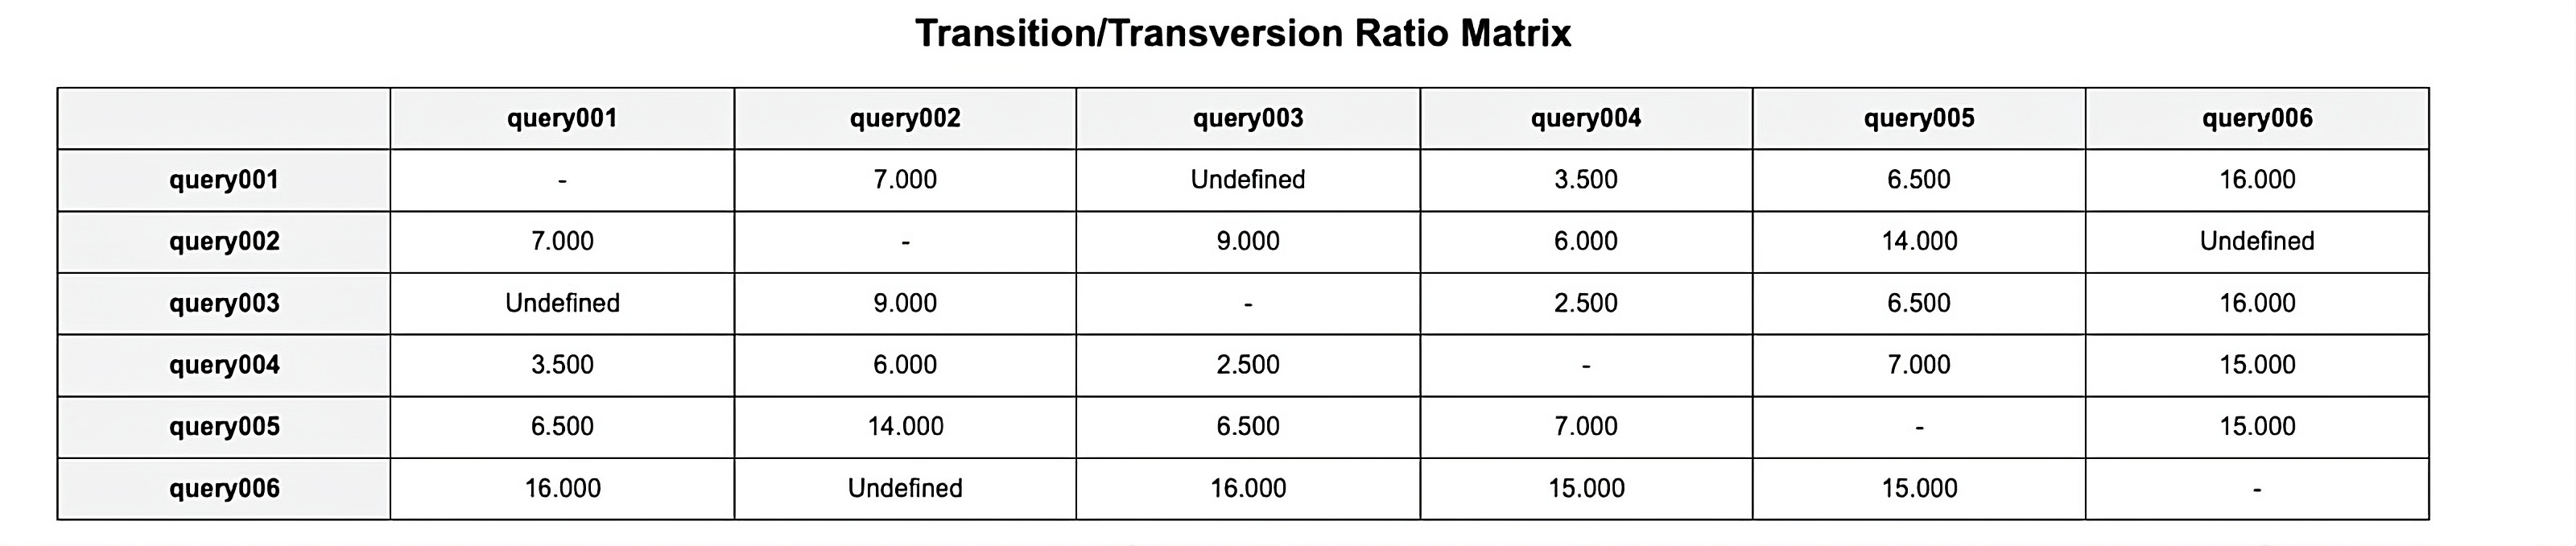 Transition/Transversion Ratio Matrix
query001 query002 query003 query004 query005 query006
query001 - 7.000 Undefined 3.500 6.500 16.000
query002 7.000 - 9.000 6.000 14.000 Undefined
query003 Undefined 9.000 - 2.500 6.500 16.000
query004 3.500 6.000 2.500 - 7.000 15.000
query005 6.500 14.000 6.500 7.000 - 15.000
query006 16.000 Undefined 16.000 15.000 15.000 -